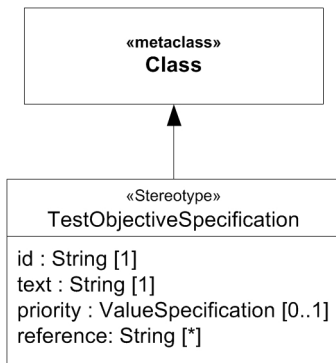 «metaclass»
Class
«Stereotype»
TestObjectiveSpecification
id : String [1]
text : String [1]
priority : ValueSpecification [0..1]
reference: String [*]